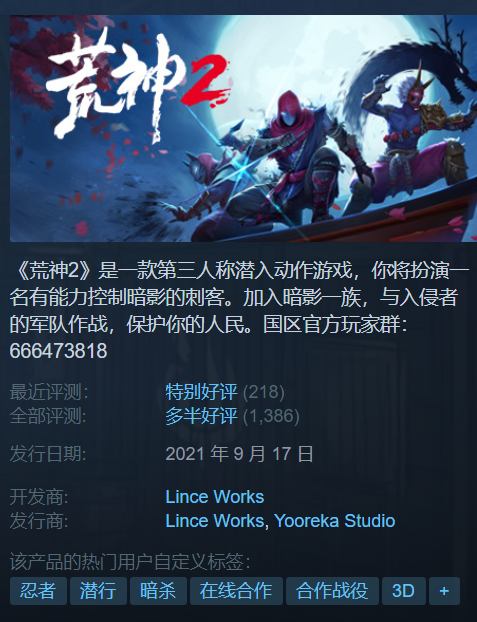 荒神2
《荒神2》是一款第三人称潜入动作游戏，你将扮演一
名有能力控制暗影的刺客。加入暗影一族，与入侵者
的军队作战，保护你的人民。国区官方玩家群：
666473818
最近评测： 特别好评 (218)
全部评测: 多半好评 (1,386)
发行日期: 2021 年 9 月 17 日
开发商: Lince Works
发行商: Lince Works, Yooreka Studio
该产品的热门用户自定义标签：
忍者 潜行 暗杀 在线合作 合作战役 3D +